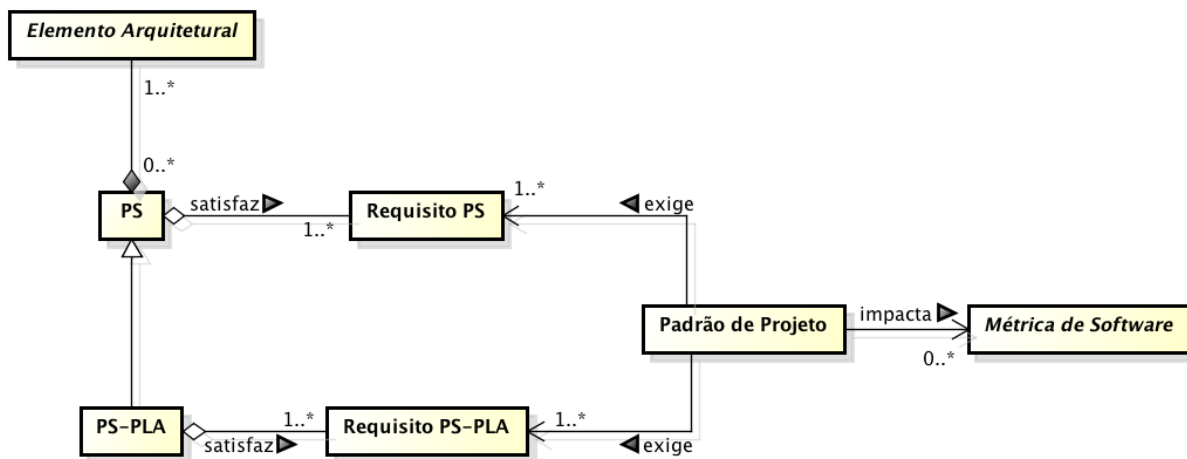 Elemento Arquitetural
1..*
0..*
PS
satisfaz
1..*
Requisito PS
1..*
exige
Padrão de Projeto
impacta
0..*
Métrica de Software
PS-PLA
satisfaz
1..*
Requisito PS-PLA
1..*
exige